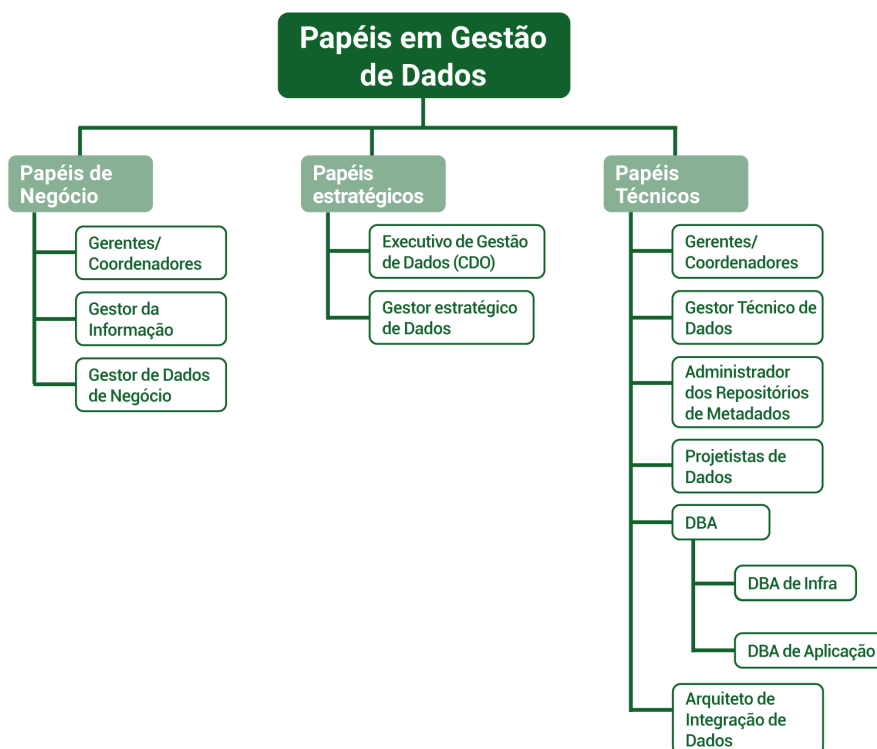 Papéis em Gestão
de Dados
Papéis de
Negócio
Gerentes/
Coordenadores
Gestor da
Informação
Gestor de Dados
de Negócio
Papéis
estratégicos
Executivo de Gestão
de Dados (CDO)
Gestor estratégico
de Dados
Papéis
Técnicos
Gerentes/
Coordenadores
Gestor Técnico de
Dados
Administrador
dos Repositórios
de Metadados
Projetistas de
Dados
DBA
DBA de Infra
DBA de Aplicação
Arquiteto de
Integração de
Dados